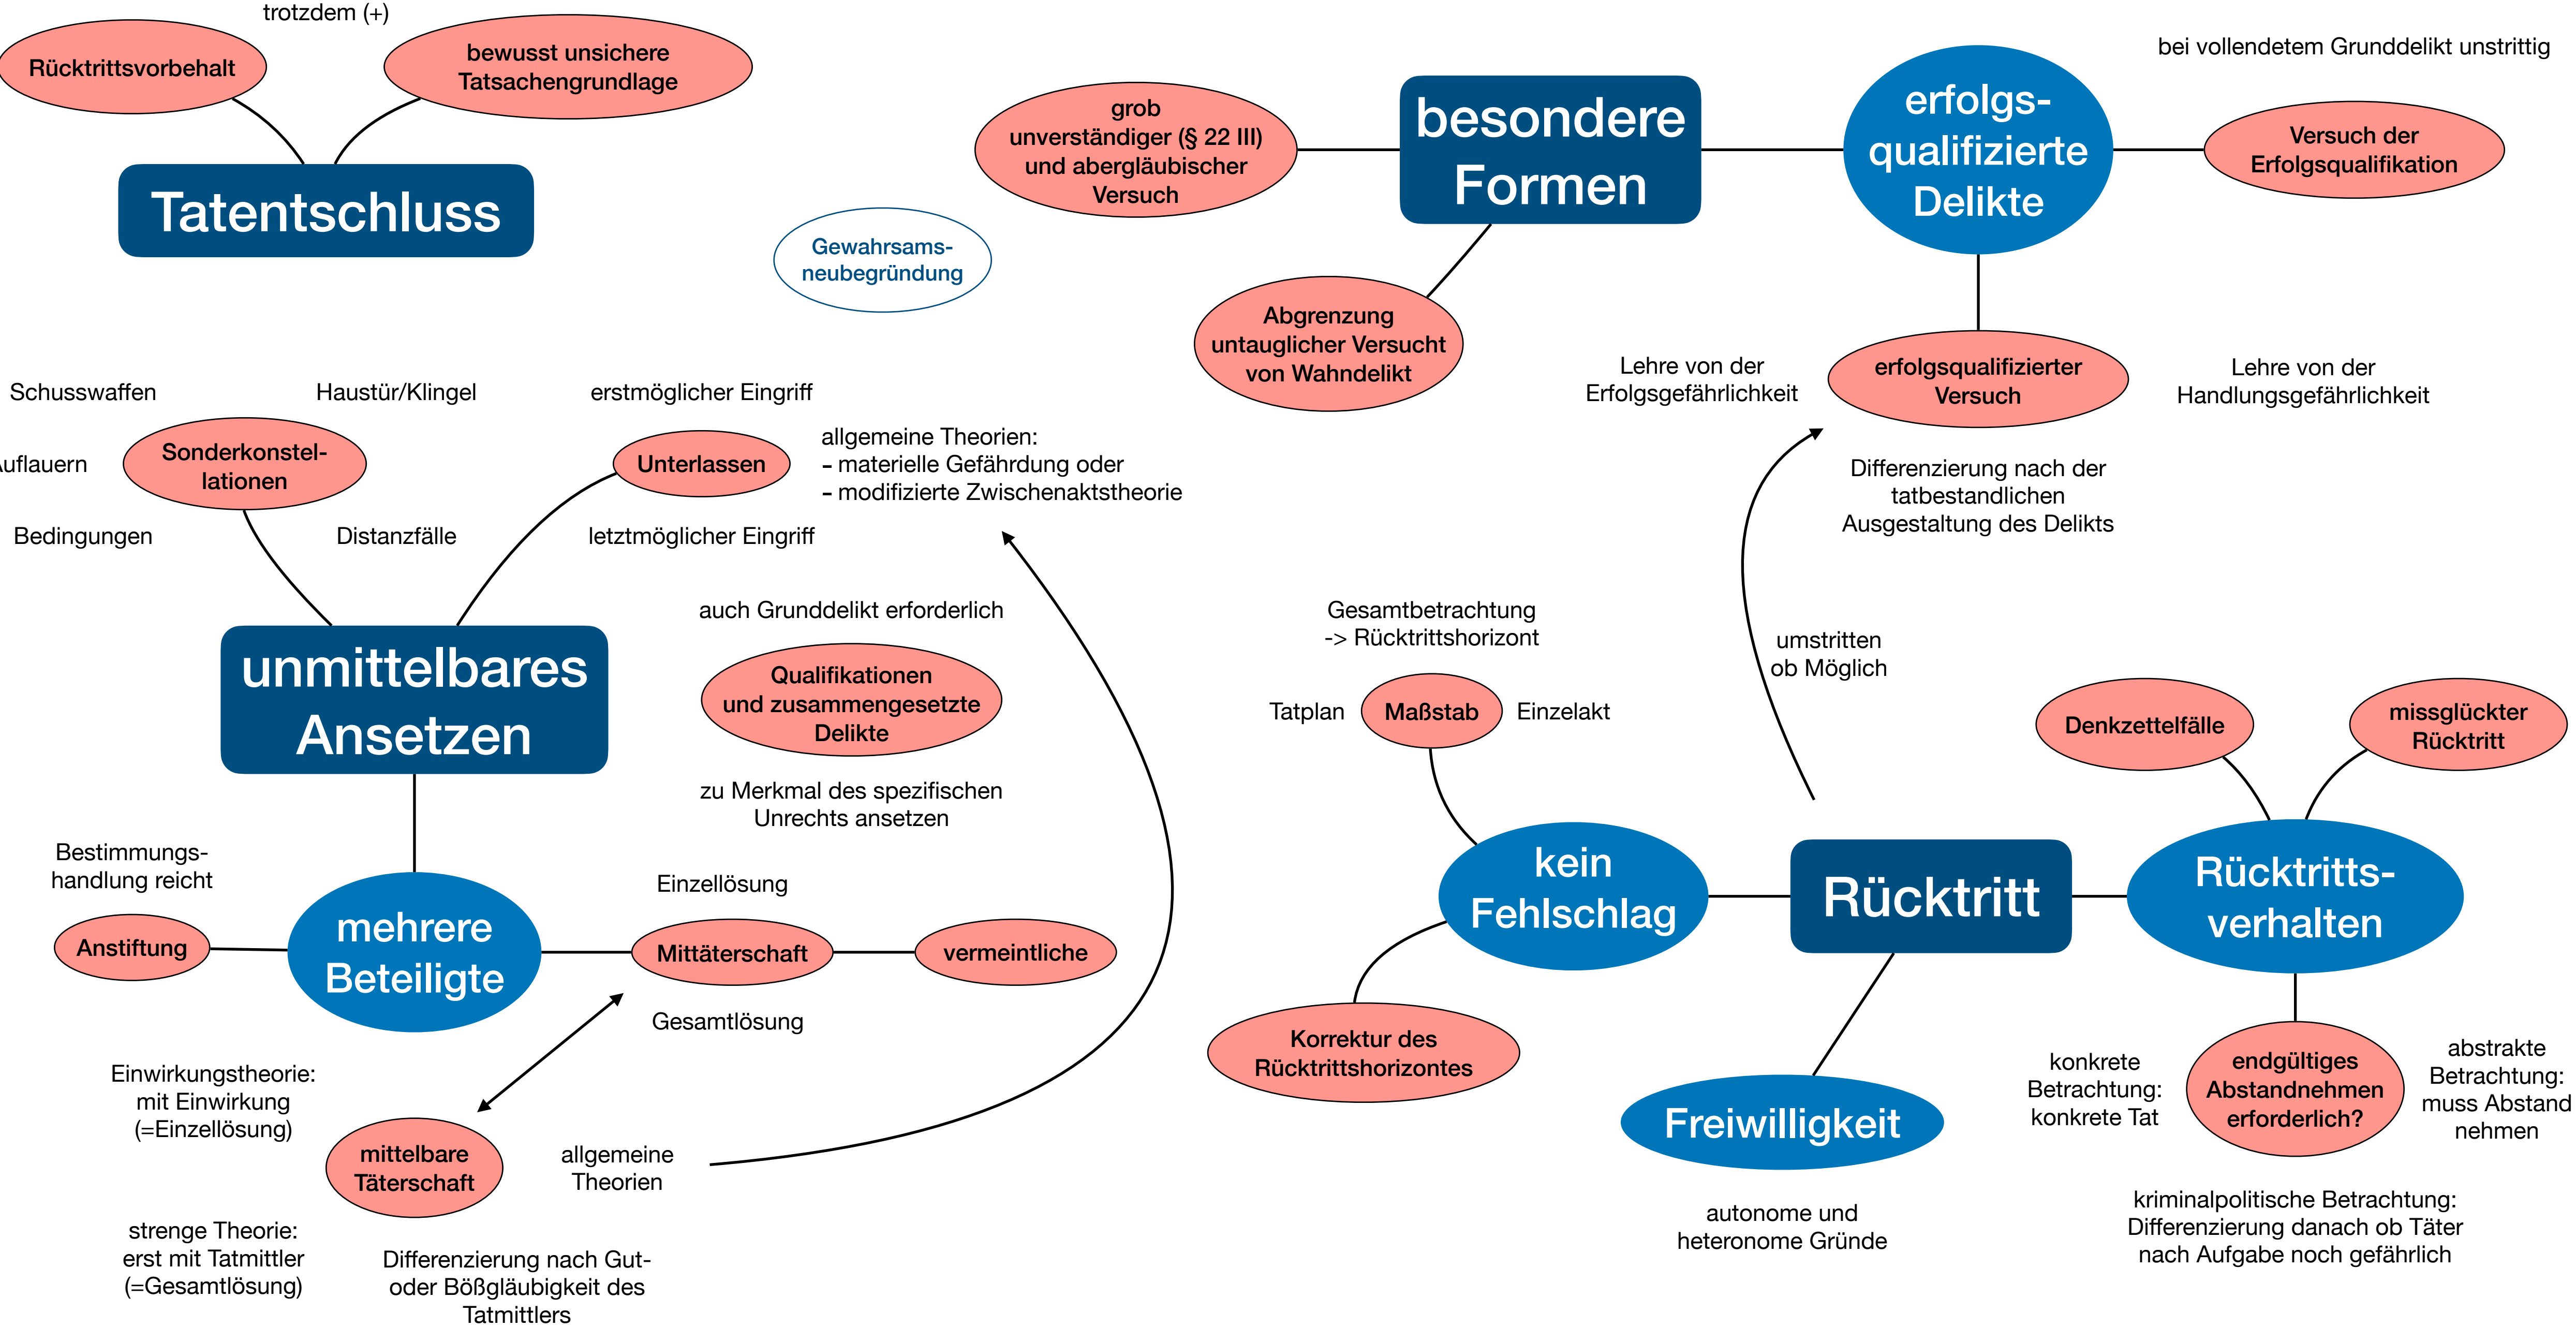 trotzdem (+)
Rücktrittsvorbehalt
bewusst unsichere
Tatsachengrundlage
Tatentschluss
Gewahrsams-
neubegründung
grob
unverständiger (§ 22 III)
und abergläubischer
Versuch
besondere
Formen
erfolgs-
qualifizierte
Delikte
bei vollendetem Grunddelikt unstrittig
Versuch der
Erfolgsqualifikation
Abgrenzung
untauglicher Versucht
von Wahndelikt
Lehre von der
Erfolgsgefährlichkeit
erfolgsqualifizierter
Versuch
Lehre von der
Handlungsgefährlichkeit
Differenzierung nach der
tatbestandlichen
Ausgestaltung des Delikts
Schusswaffen
Haustür/Klingel
uflauern
Sonderkonstel-
lationen
Bedingungen
Distanzfälle
erstmöglicher Eingriff
Unterlassen
allgemeine Theorien:
- materielle Gefährdung oder
- modifizierte Zwischenaktstheorie
letztmöglicher Eingriff
unmittelbares
Ansetzen
auch Grunddelikt erforderlich
Qualifikationen
und zusammengesetzte
Delikte
zu Merkmal des spezifischen
Unrechts ansetzen
Bestimmungs-
handlung reicht
Anstiftung
mehrere
Beteiligte
Einzellösung
Mittäterschaft
vermeintliche
Gesamtlösung
Einwirkungstheorie:
mit Einwirkung
(=Einzellösung)
mittelbare
Täterschaft
allgemeine
Theorien
strenge Theorie:
erst mit Tatmittler
(=Gesamtlösung)
Differenzierung nach Gut-
oder Bößgläubigkeit des
Tatmittlers
Gesamtbetrachtung
-> Rücktrittshorizont
Tatplan
Maßstab
Einzelakt
umstritten
ob Möglich
kein
Fehlschlag
Rücktritt
Korrektur des
Rücktrittshorizontes
Freiwilligkeit
autonome und
heteronome Gründe
Denkzettelfälle
missglückter
Rücktritt
Rücktritts-
verhalten
konkrete
Betrachtung:
konkrete Tat
endgültiges
Abstandnehmen
erforderlich?
abstrakte
Betrachtung:
muss Abstand
nehmen
kriminalpolitische Betrachtung:
Differenzierung danach ob Täter
nach Aufgabe noch gefährlich